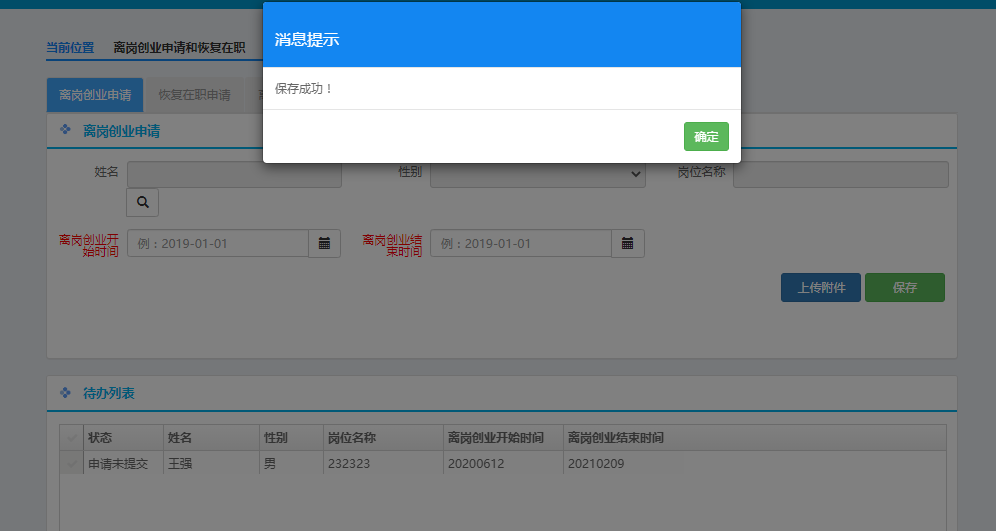 消息提示
保存成功！
确定
当前位置 离岗创业申请和恢复在职
离岗创业申请 恢复在职申请
离岗创业申请
姓名 性别 岗位名称
离岗创业开
始时间
例：2019-01-01
离岗创业结
束时间
例：2019-01-01
上传附件 保存
待办列表
状态 姓名 性别 岗位名称 离岗创业开始时间 离岗创业结束时间
申请未提交 王强 男 232323 20200612 20210209